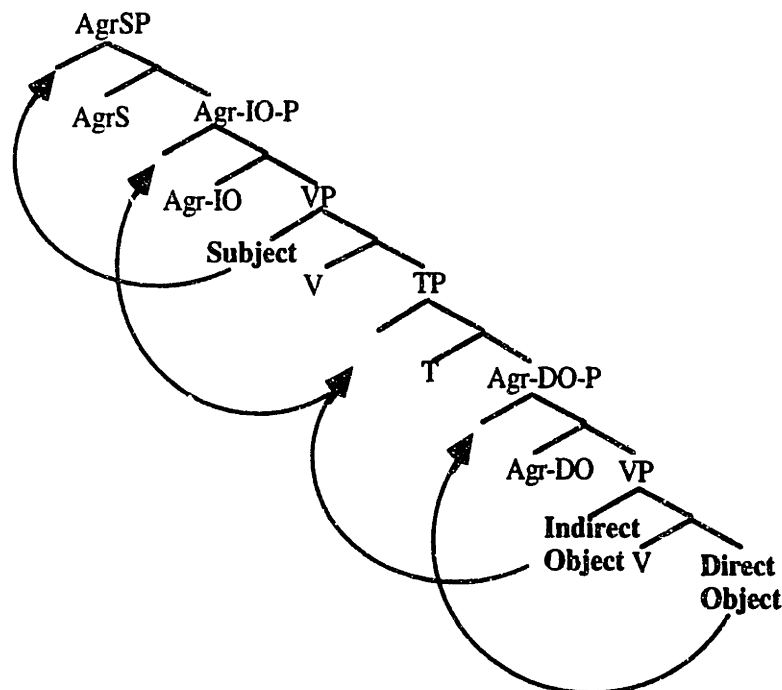 AgrSP
AgrS
Agr-IO-P
Agr-IO
VP
Subject
V
TP
T
Agr-DO-P
Agr-DO
VP
Indirect
Object
V
Direct
Object